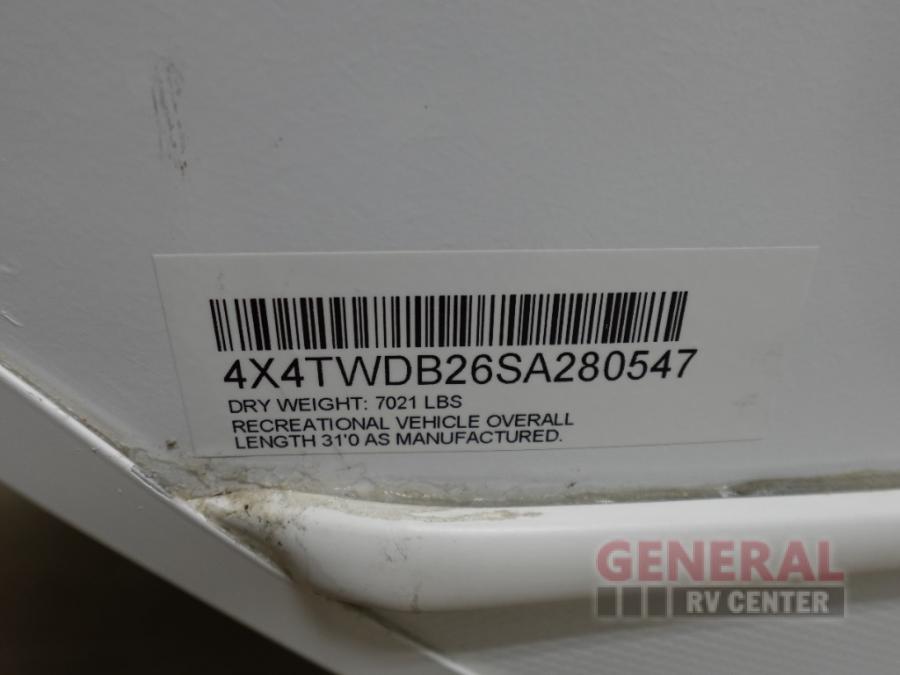 4X4TWDB26SA280547
DRY WEIGHT: 7021 LBS
RECREATIONAL VEHICLE OVERALL
LENGTH 31'0 AS MANUFACTURED.
GENERAL
RV CENTER